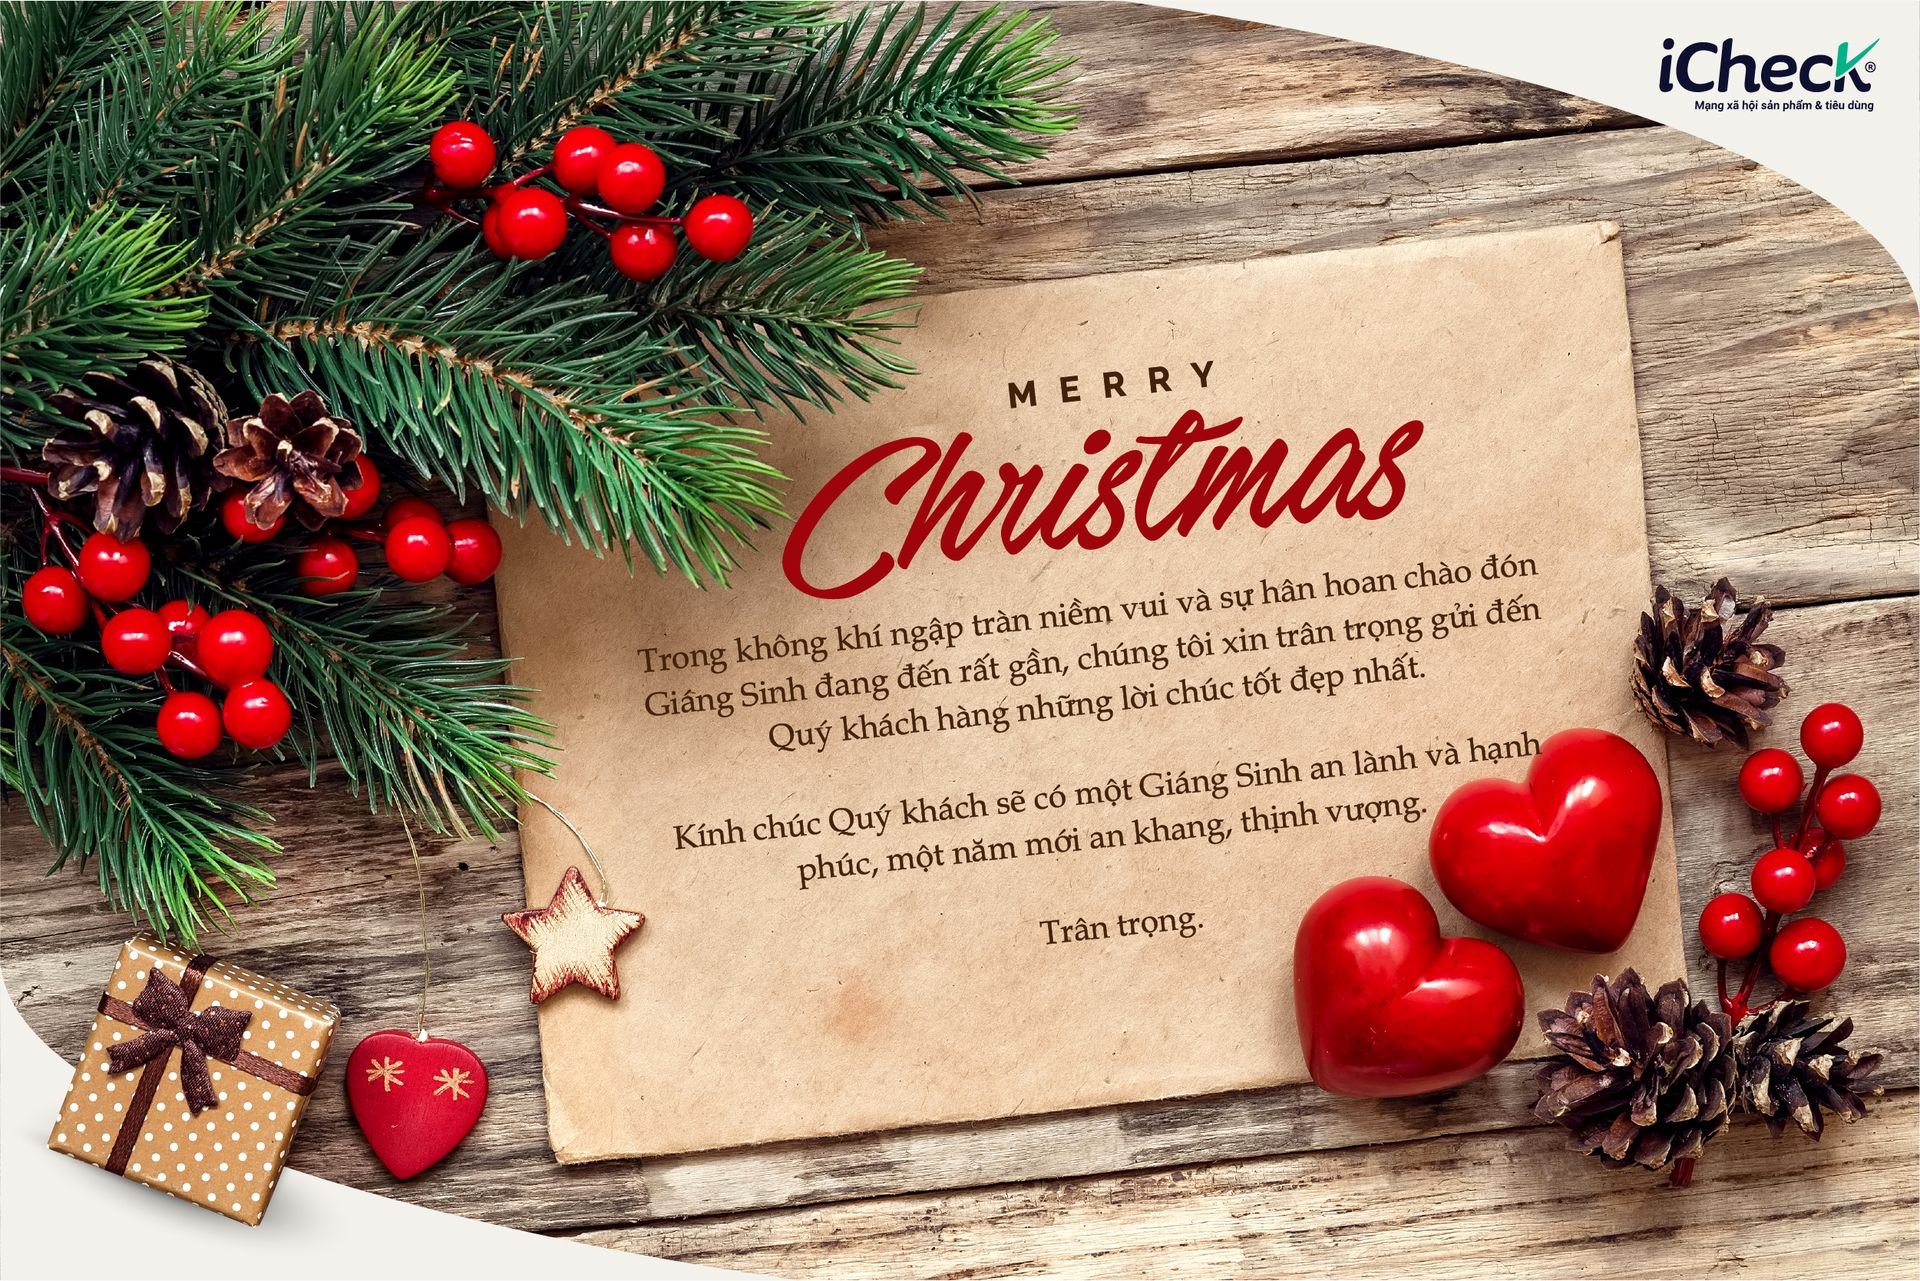 iCheck®
Mạng xã hội sản phẩm & tiêu dùng
MERRY
Christmas
Trong không khí ngập tràn niềm vui và sự hân hoan chào đón
Giáng Sinh đang đến rất gần, chúng tôi xin trân trọng gửi đến
Quý khách hàng những lời chúc tốt đẹp nhất.
Kính chúc Quý khách sẽ có một Giáng Sinh an lành và hạnh
phúc, một năm mới an khang, thịnh vượng.
Trân trọng.